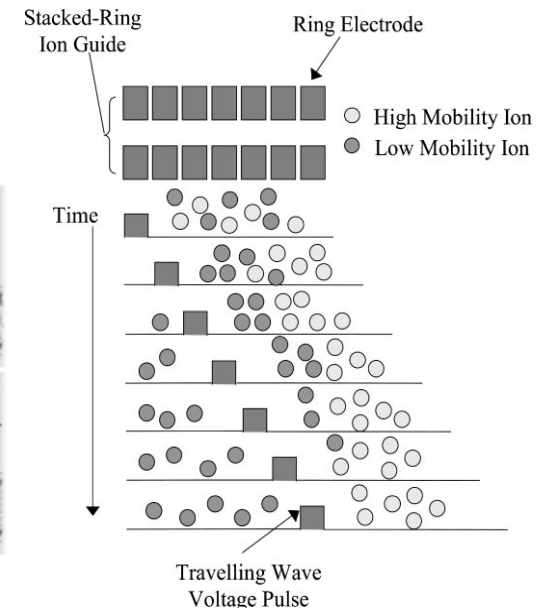 Stacked-Ring
Ion Guide
Ring Electrode
High Mobility Ion
Low Mobility Ion
Time
Travelling Wave
Voltage Pulse